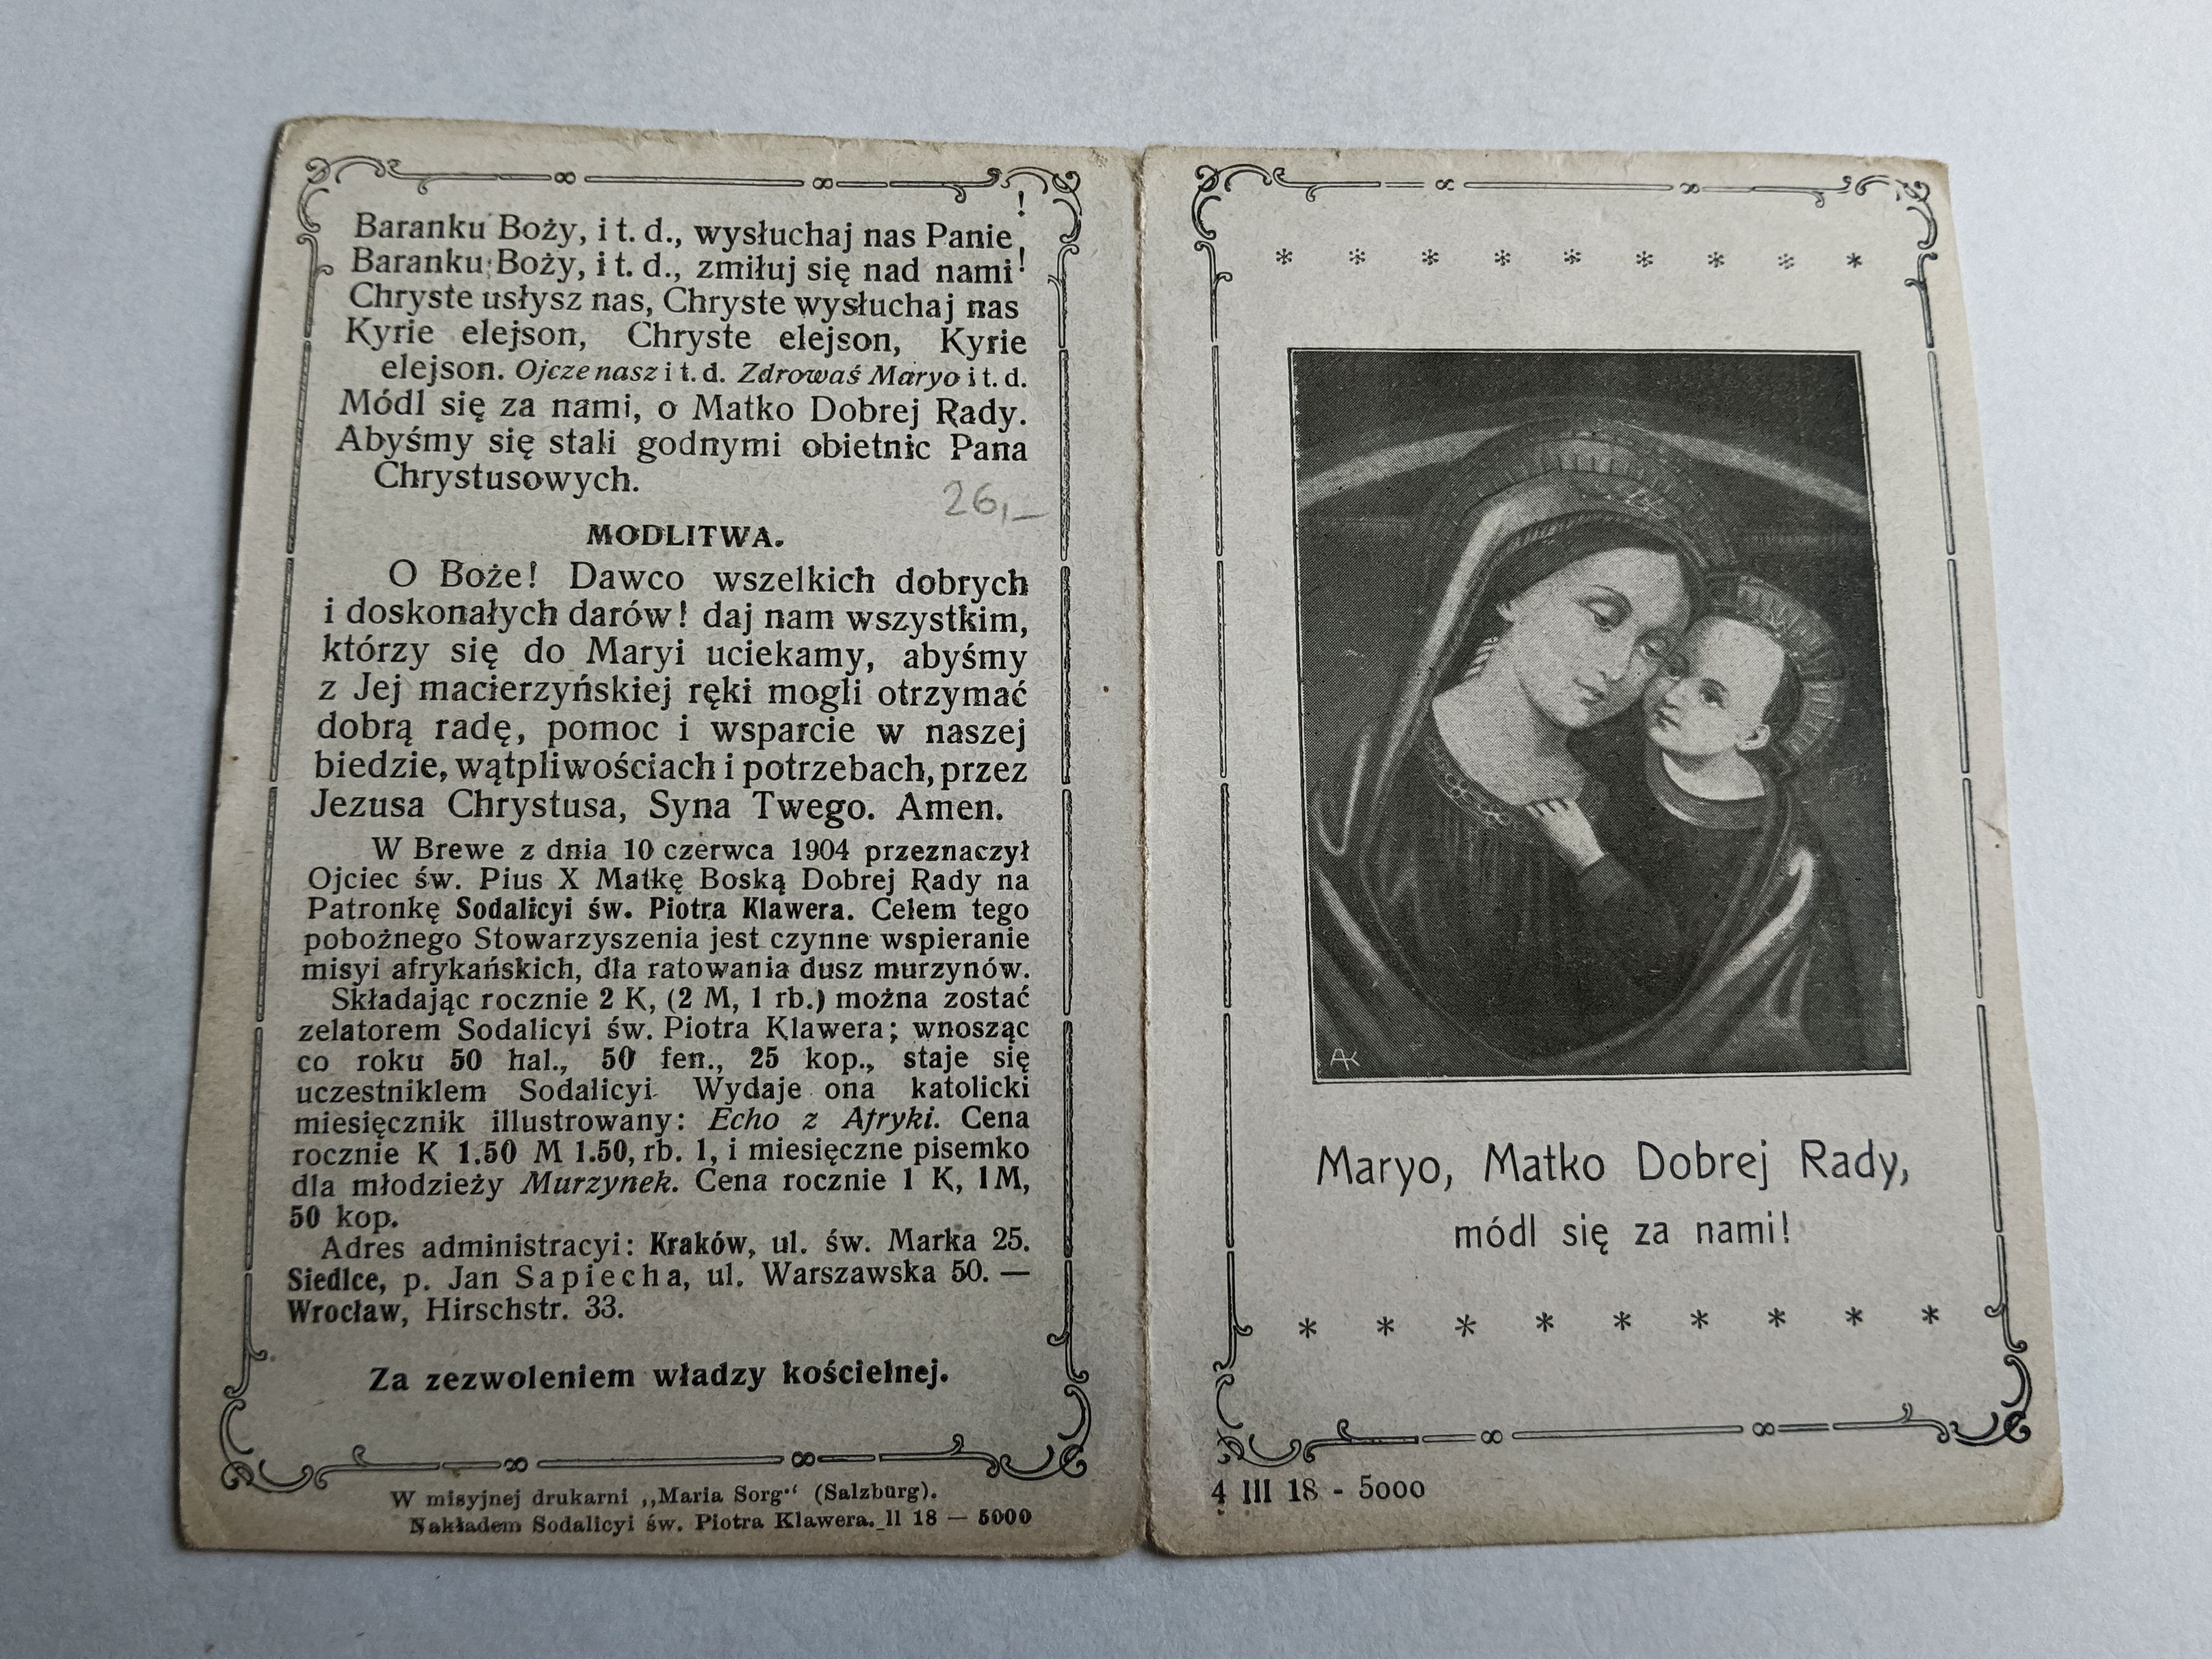 Baranku Boży, i t. d., wysłuchaj nas Panie !
Baranku Boży, i t. d., zmiłuj się nad nami !
Chryste usłysz nas, Chryste wysłuchaj nas
Kyrie elejson, Chryste elejson, Kyrie
elejson. Ojcze nasz i t. d. Zdrowaś Maryo i t. d.
Módl się za nami, o Matko Dobrej Rady.
Abyśmy się stali godnymi obietnic Pana
Chrystusowych.
26,—
MODLITWA.
O Boże! Dawco wszelkich dobrych
i doskonałych darów! daj nam wszystkim,
którzy się do Maryi uciekamy, abyśmy
z Jej macierzyńskiej ręki mogli otrzymać
dobrą radę, pomoc i wsparcie w naszej
biedzie, wątpliwościach i potrzebach, przez
Jezusa Chrystusa, Syna Twego. Amen.
W Brewe z dnia 10 czerwca 1904 przeznaczył
Ojciec św. Pius X Matkę Boską Dobrej Rady na
Patronkę Sodalicyi św. Piotra Klawera. Celem tego
pobożnego Stowarzyszenia jest czynne wspieranie
misyi afrykańskich, dla ratowania dusz murzynów.
Składając rocznie 2 K, (2 M, 1 rb.) można zostać
zelatorem Sodalicyi św. Piotra Klawera; wnosząc
co roku 50 hal., 50 fen., 25 kop., staje się
uczestniklem Sodalicyi. Wydaje ona katolicki
miesięcznik illustrowany: Echo z Afryki. Cena
rocznie K 1.50 M 1.50, rb. 1, i miesięczne pisemko
dla młodzieży Murzynek. Cena rocznie 1 K, 1M,
50 kop.
Adres administracyi: Kraków, ul. św. Marka 25.
Siedlce, p. Jan Sapiecha, ul. Warszawska 50. —
Wrocław, Hirschstr. 33.
Za zezwoleniem władzy kościelnej.
W misyjnej drukarni ,,Maria Sorg“ (Salzburg).
Nakładem Sodalicyi św. Piotra Klawera. II 18 — 5000
* * * * * * * * *
AK
Maryo, Matko Dobrej Rady,
módl się za nami!
* * * * * * * * *
4 III 18 - 5000